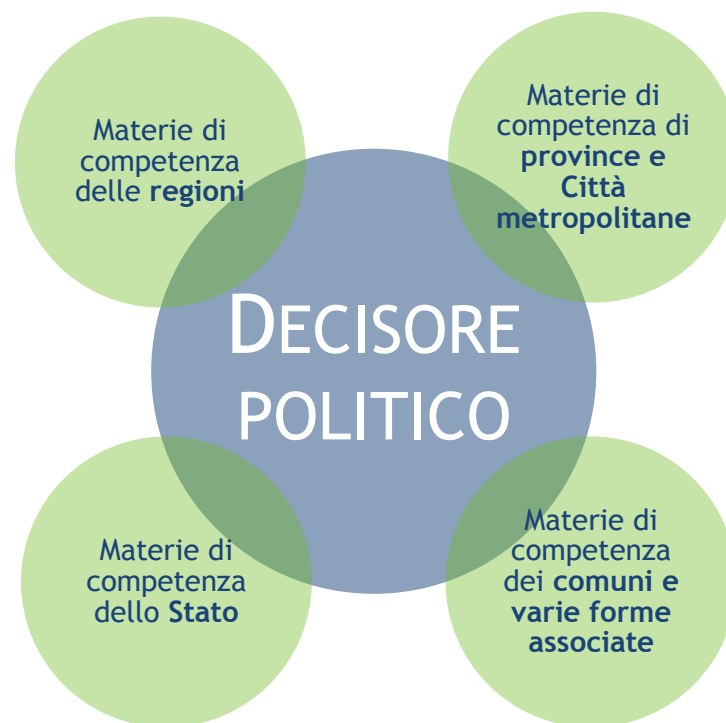 Materie di
competenza
delle regioni
Materie di
competenza di
province e
Città
metropolitane
DECISORE
POLITICO
Materie di
competenza
dello Stato
Materie di
competenza
dei comuni e
varie forme
associate